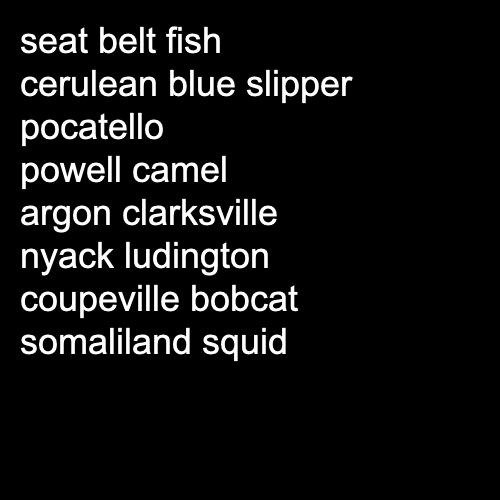 seat belt fish
cerulean blue slipper
pocatello
powell camel
argon clarksville
nyack ludington
coupeville bobcat
somaliland squid